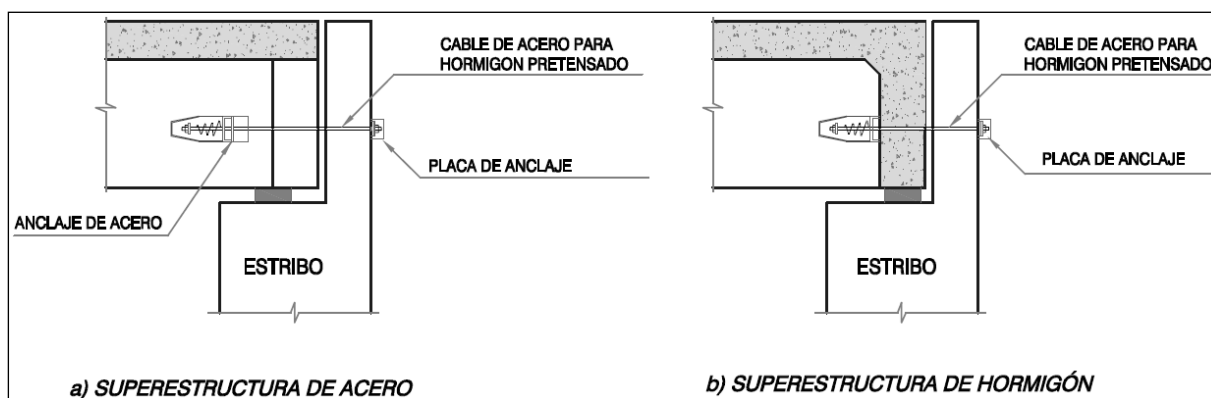 CABLE DE ACERO PARA
HORMIGON PRETENSADO
PLACA DE ANCLAJE
ANCLAJE DE ACERO
ESTRIBO
a) SUPERESTRUCTURA DE ACERO
CABLE DE ACERO PARA
HORMIGON PRETENSADO
PLACA DE ANCLAJE
ESTRIBO
b) SUPERESTRUCTURA DE HORMIGÓN